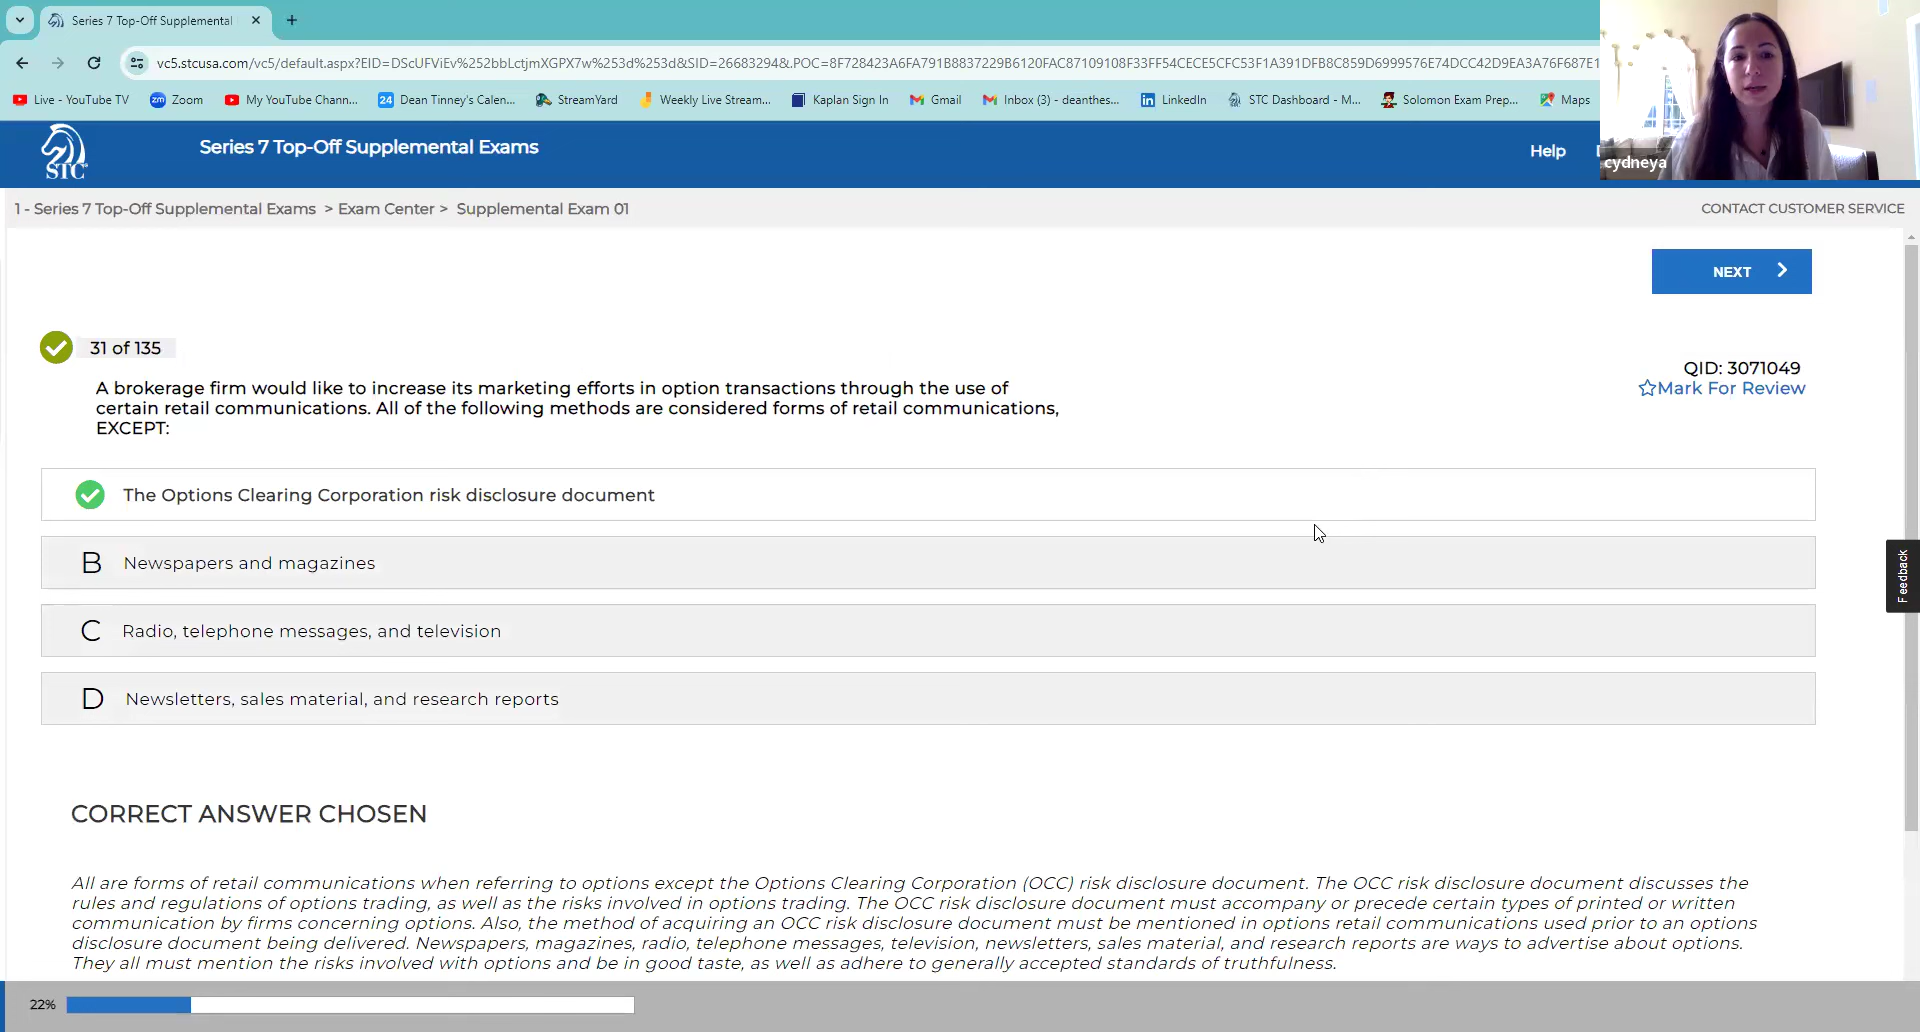 Series 7 Top-Off Supplemental
vc5.stcusa.com/vc5/default.aspx?EID=DScUFViEv%252bbLctjmXGPX7w%253d%253d&SID=26683294&.POC=8F728423A6FA791B8837229B6120FAC87109108F33FF54CECE5CFC53F1A391DFB8C859D6999576E74DCC42D9EA3A76F687E1
Live - YouTube TV
Zoom
My YouTube Chann...
24 Dean Tinney's Calen...
StreamYard
Weekly Live Stream...
Kaplan Sign In
Gmail
Inbox (3) - deanthes...
LinkedIn
STC Dashboard - M...
Solomon Exam Prep...
Maps
STC
Series 7 Top-Off Supplemental Exams
Help
cydneya
1 - Series 7 Top-Off Supplemental Exams > Exam Center > Supplemental Exam 01
CONTACT CUSTOMER SERVICE
NEXT
31 of 135
QID: 3071049
Mark For Review
A brokerage firm would like to increase its marketing efforts in option transactions through the use of
certain retail communications. All of the following methods are considered forms of retail communications,
EXCEPT:
The Options Clearing Corporation risk disclosure document
B Newspapers and magazines
C Radio, telephone messages, and television
D Newsletters, sales material, and research reports
Feedback
CORRECT ANSWER CHOSEN
All are forms of retail communications when referring to options except the Options Clearing Corporation (OCC) risk disclosure document. The OCC risk disclosure document discusses the
rules and regulations of options trading, as well as the risks involved in options trading. The OCC risk disclosure document must accompany or precede certain types of printed or written
communication by firms concerning options. Also, the method of acquiring an OCC risk disclosure document must be mentioned in options retail communications used prior to an options
disclosure document being delivered. Newspapers, magazines, radio, telephone messages, television, newsletters, sales material, and research reports are ways to advertise about options.
They all must mention the risks involved with options and be in good taste, as well as adhere to generally accepted standards of truthfulness.
22%